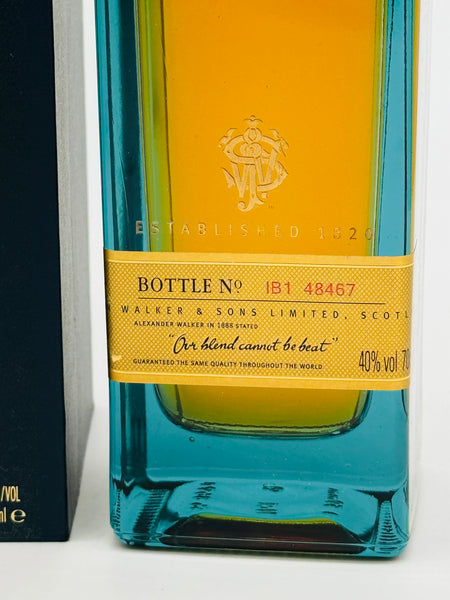 ESTABLISHED 1820
BOTTLE Nº IB1 48467
WALKER & SONS LIMITED, SCOTL
ALEXANDER WALKER IN 1888 STATED
"Our blend cannot be beat"
GUARANTEED THE SAME QUALITY THROUGHOUT THE WORLD
40% vol 70
/VOL
ml e